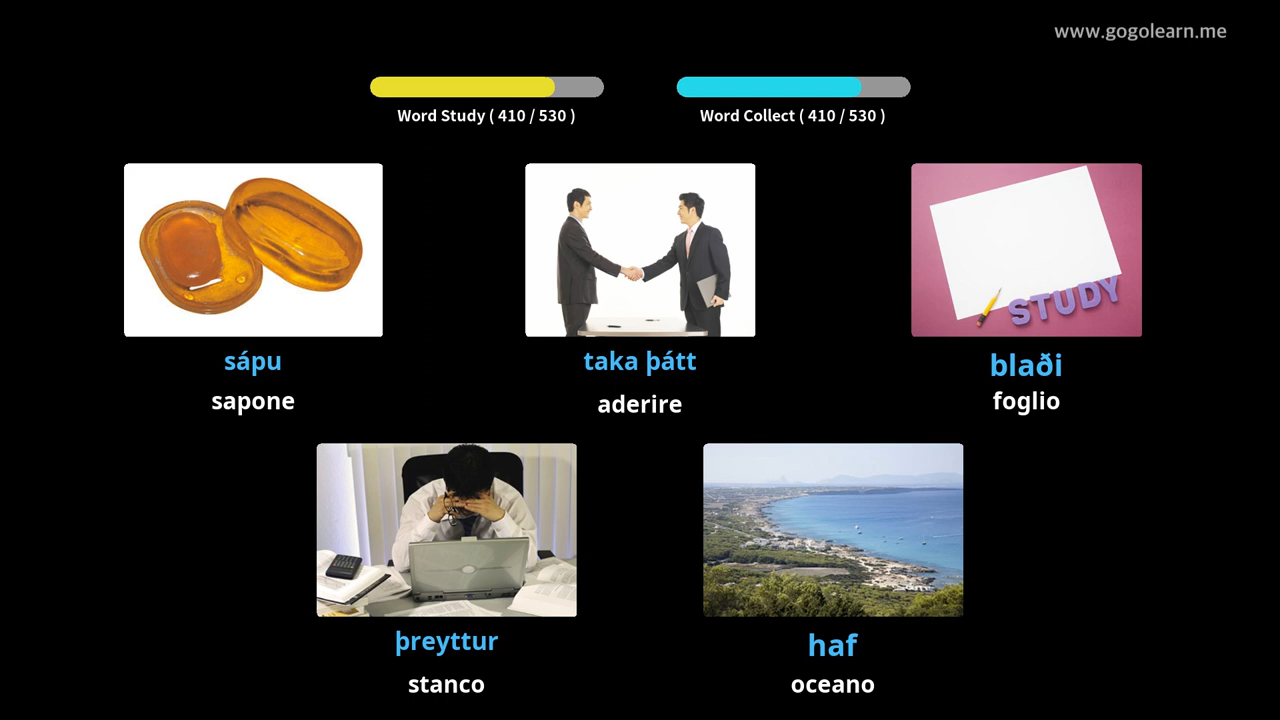 www.gogolearn.me
Word Study ( 410 / 530 )
Word Collect ( 410 / 530 )
STUDY
sápu
taka þátt
blaði
sapone
aderire
foglio
þreyttur
haf
stanco
oceano